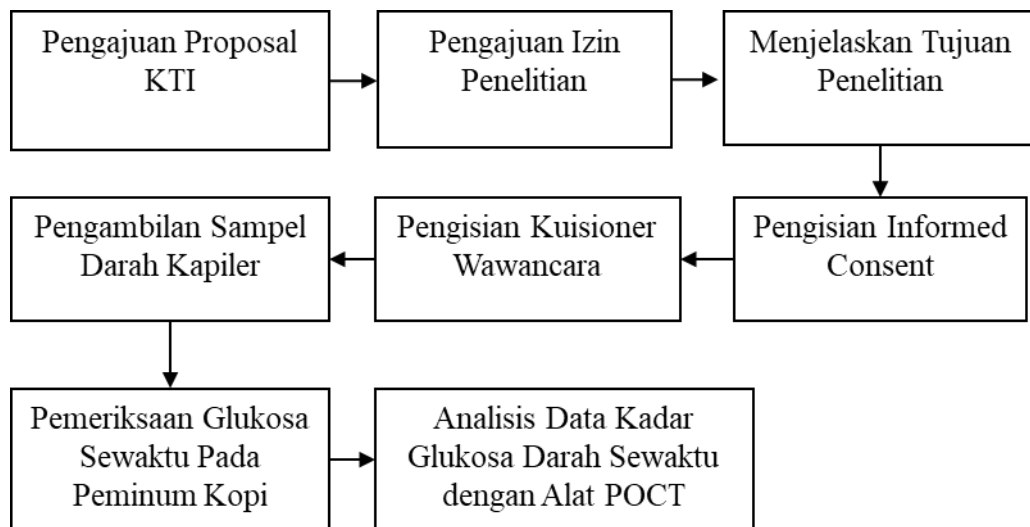 Pengajuan Proposal
KTI
Pengajuan Izin
Penelitian
Menjelaskan Tujuan
Penelitian
Pengisian Informed
Consent
Pengisian Kuisioner
Wawancara
Pengambilan Sampel
Darah Kapiler
Pemeriksaan Glukosa
Sewaktu Pada
Peminum Kopi
Analisis Data Kadar
Glukosa Darah Sewaktu
dengan Alat POCT